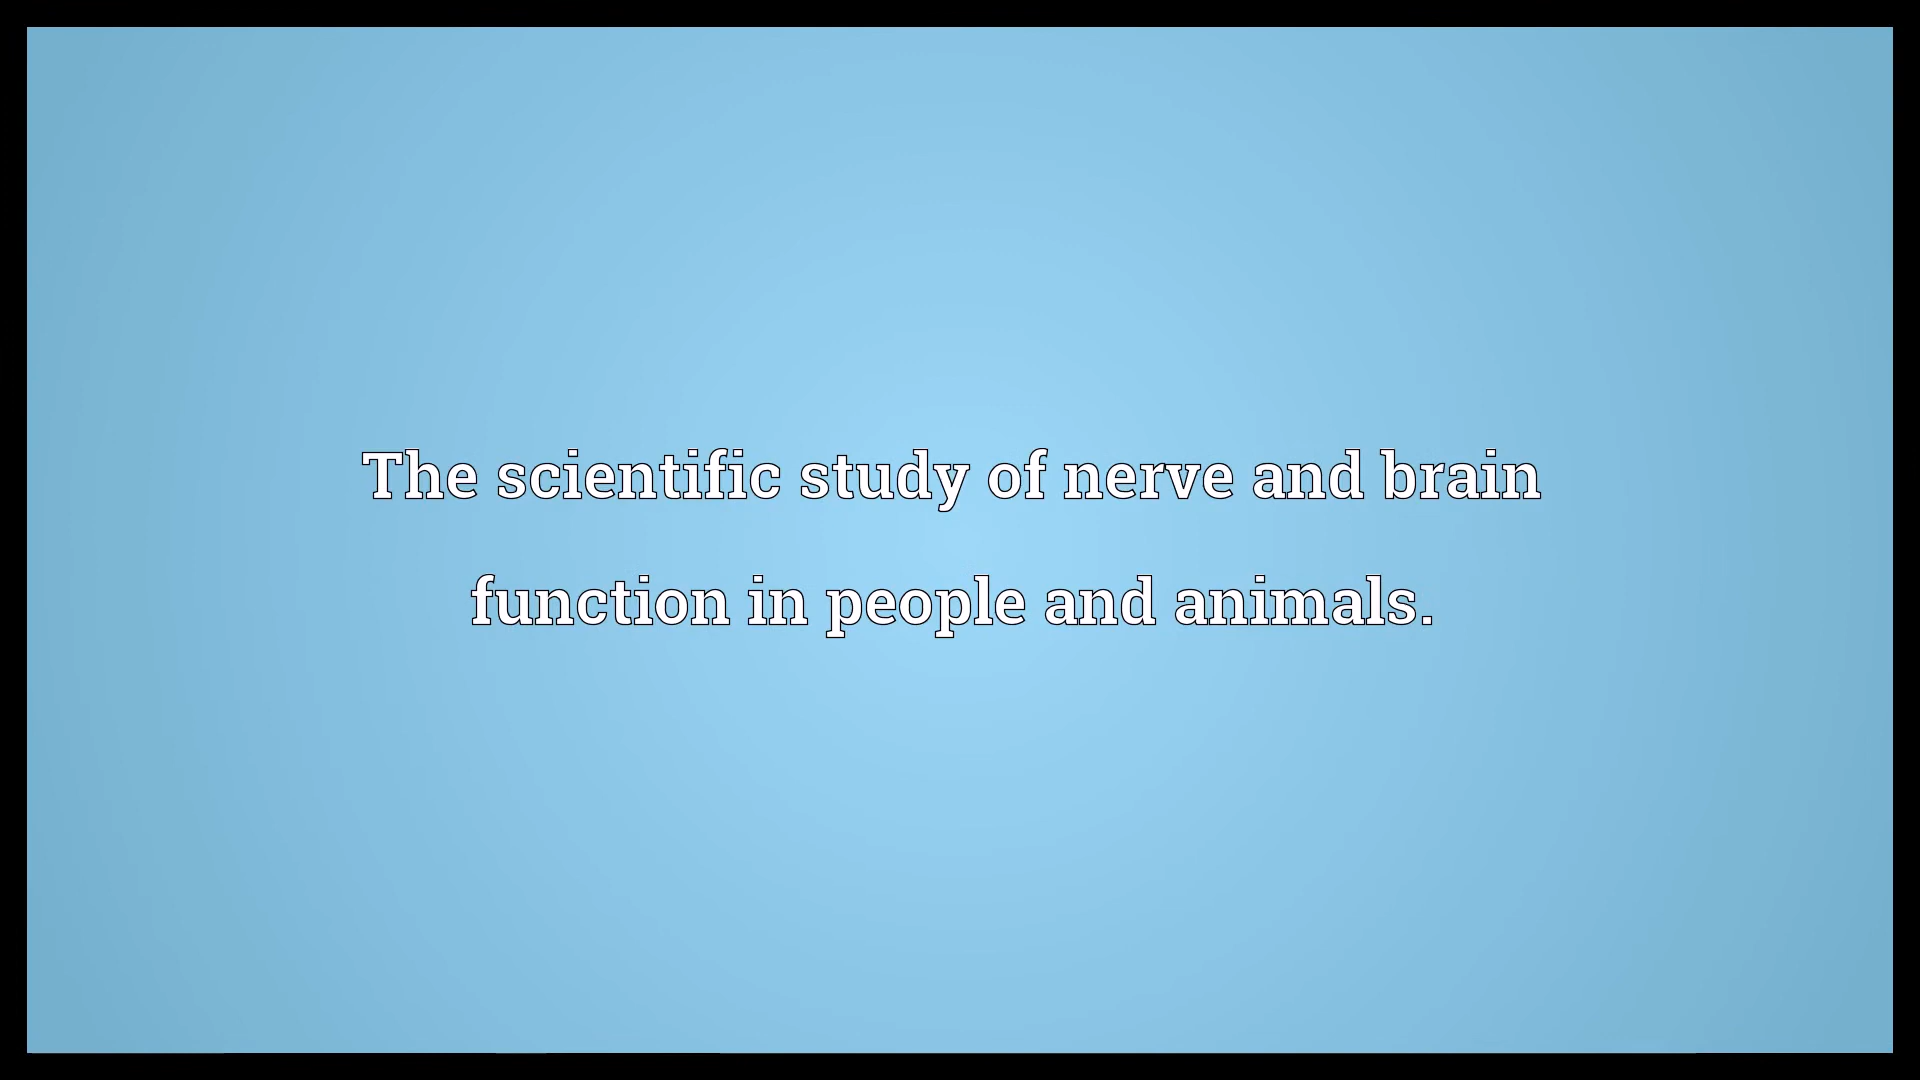 The scientific study of nerve and brain
function in people and animals.